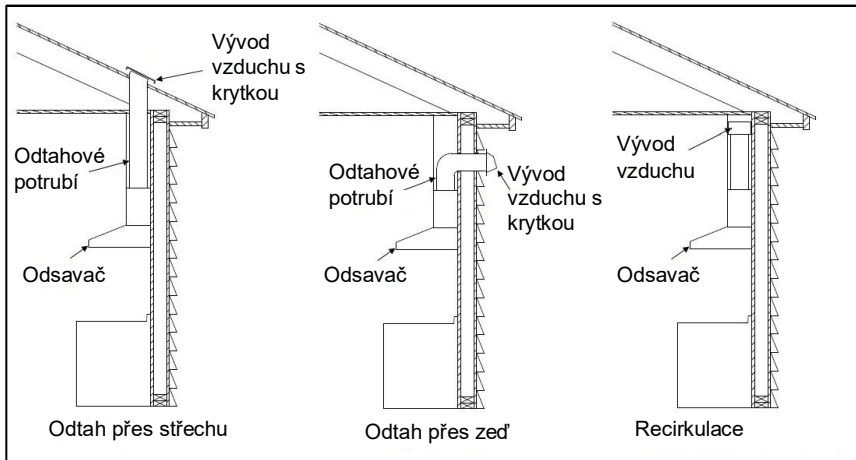 Vývod
vzduchu s
krytkou
Odtahové
potrubí
Odsavač
Odtah přes střechu
Odtahové
potrubí
Vývod
vzduchu s
krytkou
Odsavač
Odtah přes zeď
Vývod
vzduchu
Odsavač
Recirkulace